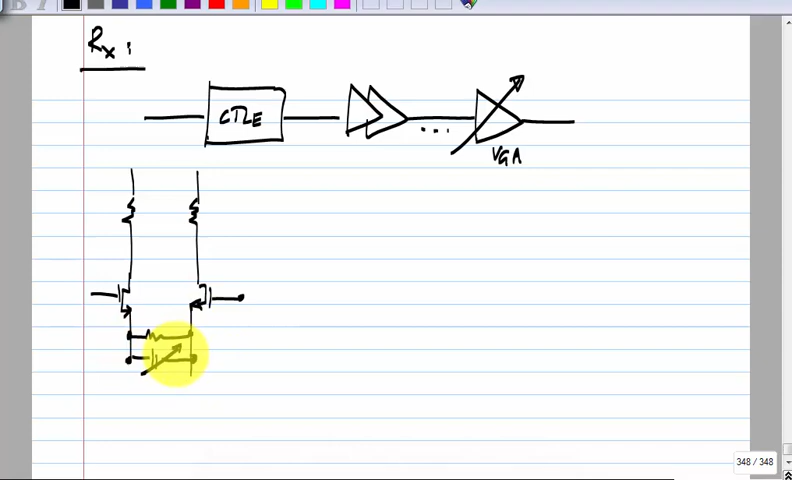 Rx :
CTLE
...
VGA
348 / 348